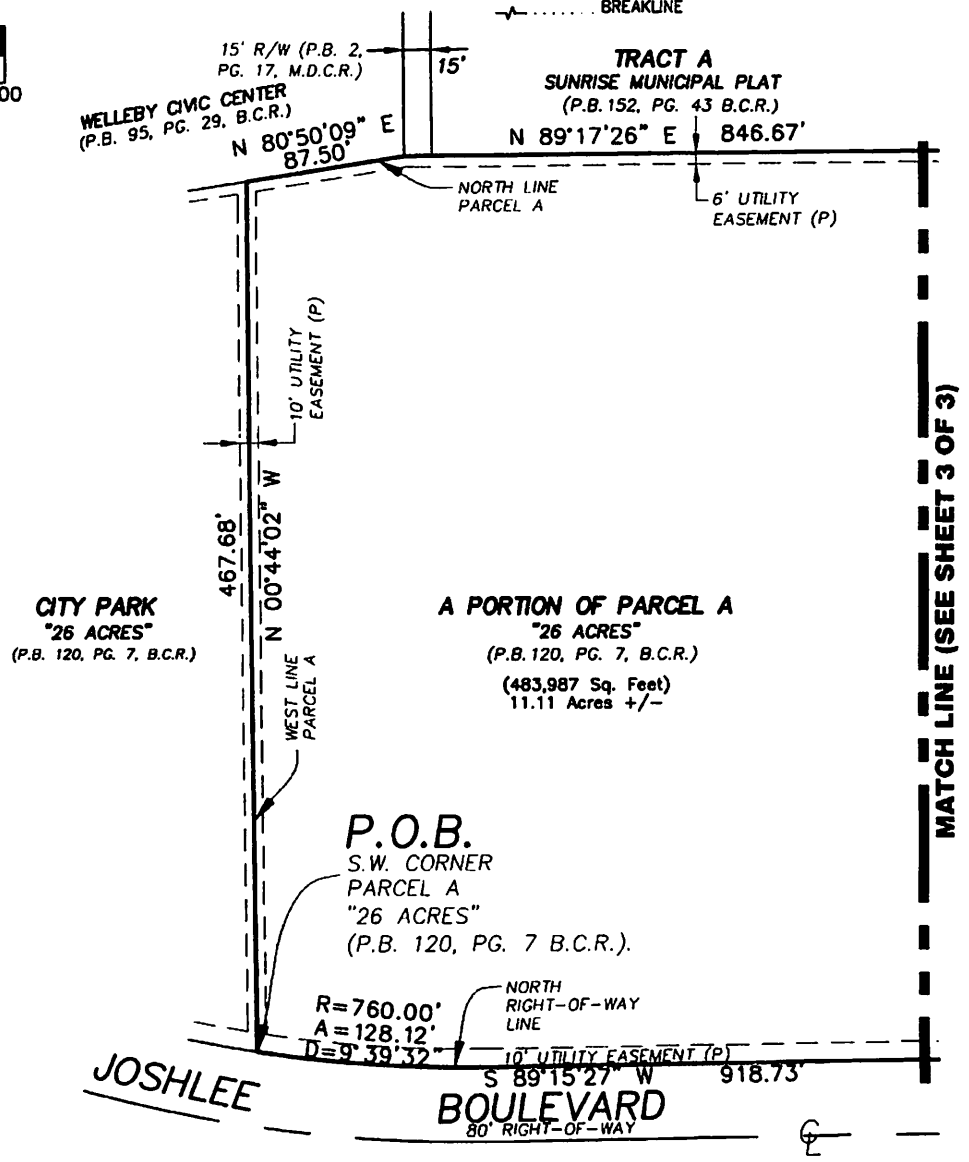 BREAKLINE
00
15' R/W (P.B. 2,
PG. 17, M.D.C.R.)
15'
TRACT A
SUNRISE MUNICIPAL PLAT
(P.B. 152, PG. 43 B.C.R.)
WELLEBY CIVIC CENTER
(P.B. 95, PG. 29, B.C.R.)
N 80°50'09" E
87.50'
N 89°17'26" E 846.67'
NORTH LINE
PARCEL A
6' UTILITY
EASEMENT (P)
10' UTILITY
EASEMENT (P)
467.68'
N 00°44'02" W
CITY PARK
"26 ACRES"
(P.B. 120, PG. 7, B.C.R.)
A PORTION OF PARCEL A
"26 ACRES"
(P.B. 120, PG. 7, B.C.R.)
(483,987 Sq. Feet)
11.11 Acres +/-
MATCH LINE (SEE SHEET 3 OF 3)
WEST LINE
PARCEL A
P.O.B.
S.W. CORNER
PARCEL A
"26 ACRES"
(P.B. 120, PG. 7 B.C.R.).
R=760.00'
A=128.12'
D=9°39'32"
NORTH
RIGHT-OF-WAY
LINE
10' UTILITY EASEMENT (P)
S 89°15'27" W 918.73'
JOSHLEE
BOULEVARD
80' RIGHT-OF-WAY